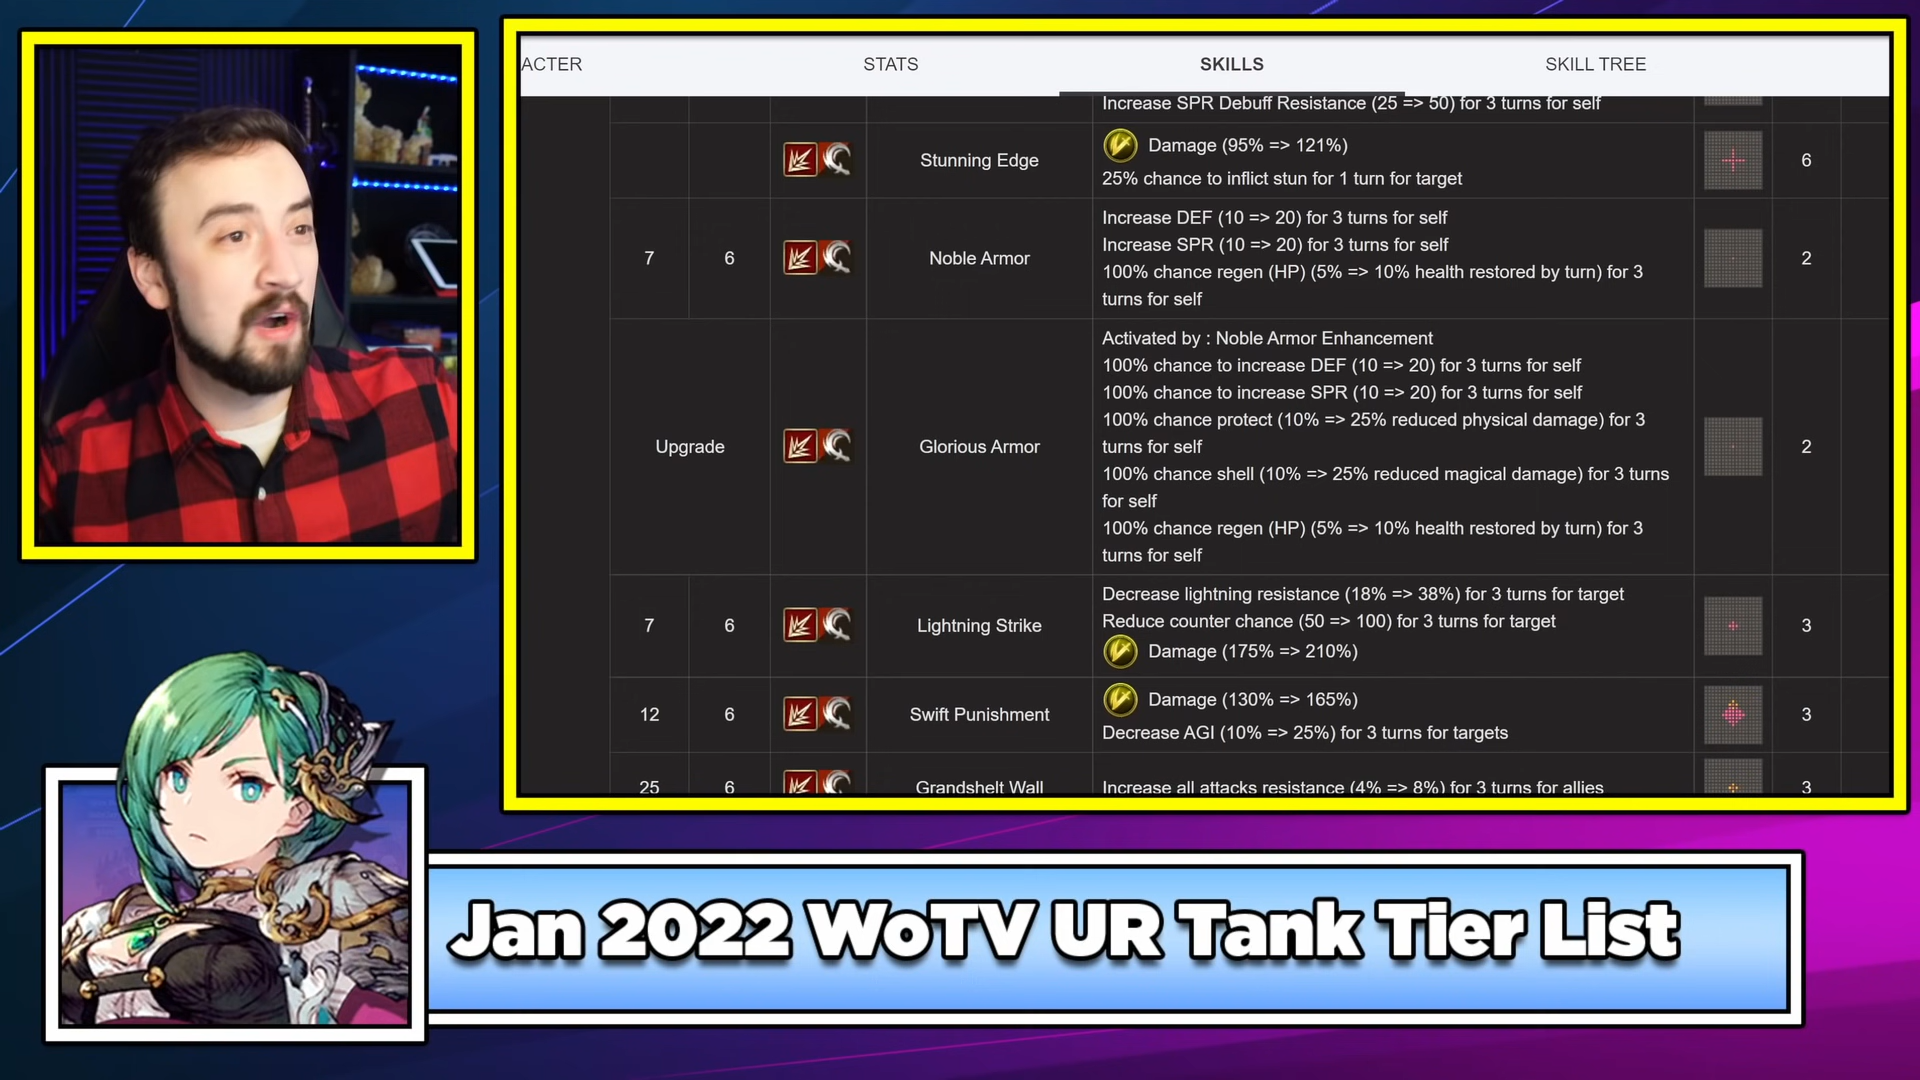 ACTER STATS SKILLS SKILL TREE
Increase SPR Debuff Resistance (25 => 50) for 3 turns for self
Stunning Edge
Damage (95% => 121%)
25% chance to inflict stun for 1 turn for target
6
7 6 Noble Armor
Increase DEF (10 => 20) for 3 turns for self
Increase SPR (10 => 20) for 3 turns for self
100% chance regen (HP) (5% => 10% health restored by turn) for 3
turns for self
2
Upgrade Glorious Armor
Activated by : Noble Armor Enhancement
100% chance to increase DEF (10 => 20) for 3 turns for self
100% chance to increase SPR (10 => 20) for 3 turns for self
100% chance protect (10% => 25% reduced physical damage) for 3
turns for self
100% chance shell (10% => 25% reduced magical damage) for 3 turns
for self
100% chance regen (HP) (5% => 10% health restored by turn) for 3
turns for self
2
7 6 Lightning Strike
Decrease lightning resistance (18% => 38%) for 3 turns for target
Reduce counter chance (50 => 100) for 3 turns for target
Damage (175% => 210%)
3
12 6 Swift Punishment
Damage (130% => 165%)
Decrease AGI (10% => 25%) for 3 turns for targets
3
25 6 Grandshelt Wall
Increase all attacks resistance (4% => 8%) for 3 turns for allies
3
Jan 2022 WoTV UR Tank Tier List